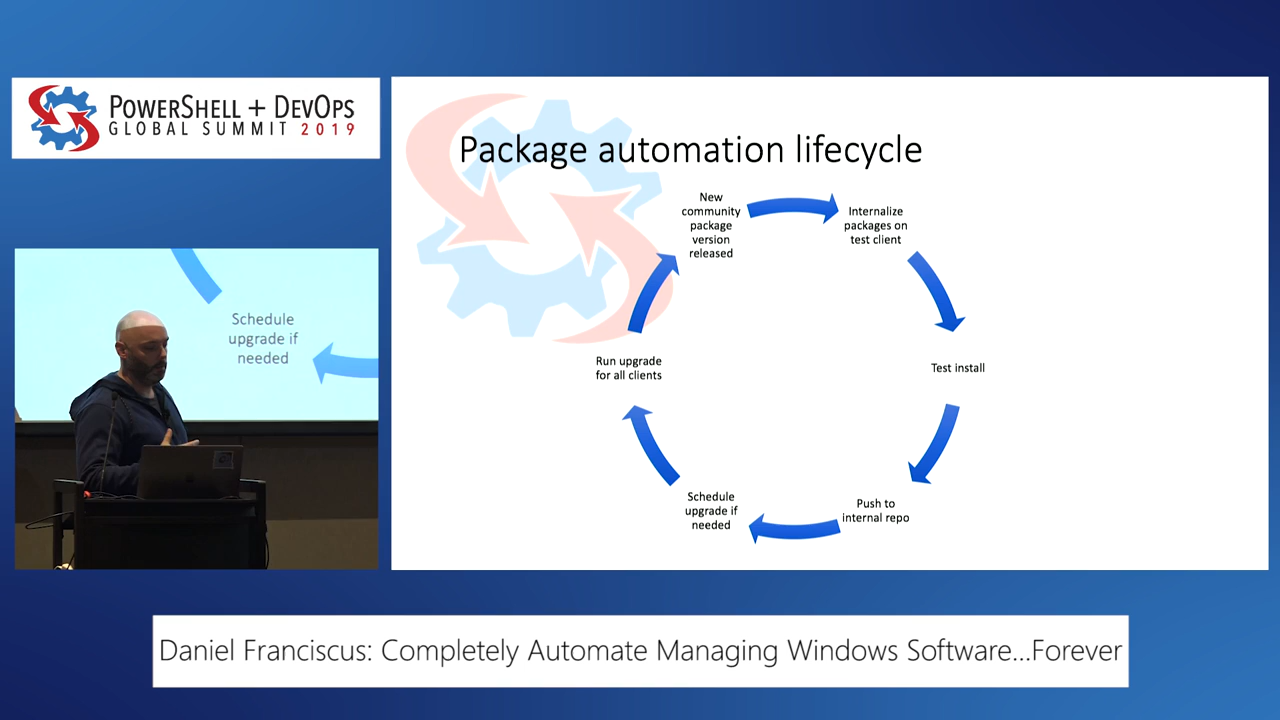 POWERSHELL + DEVOPS
GLOBAL SUMMIT 2019
Package automation lifecycle
New
community
package
version
released
Internalize
packages on
test client
Test install
Push to
internal repo
Schedule
upgrade if
needed
Run upgrade
for all clients
Schedule
upgrade if
needed
Daniel Franciscus: Completely Automate Managing Windows Software...Forever